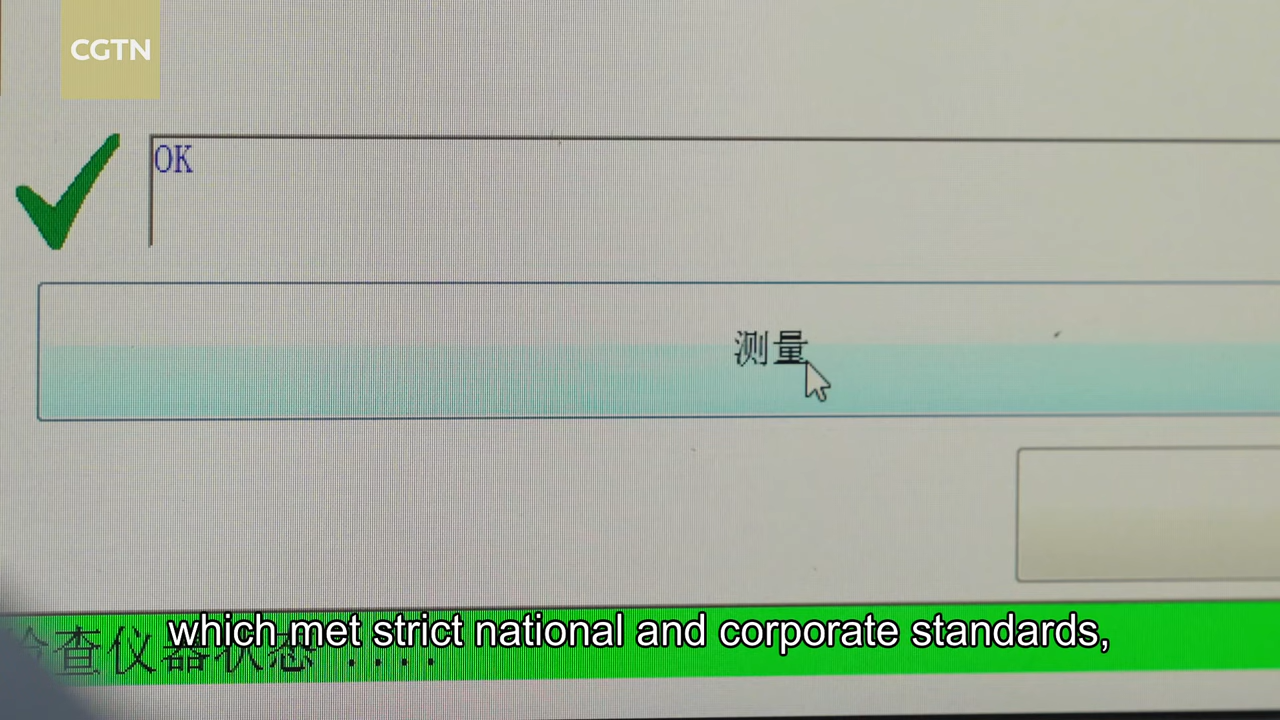 CGTN
OK
测量
查仪器状态 ....
which met strict national and corporate standards,